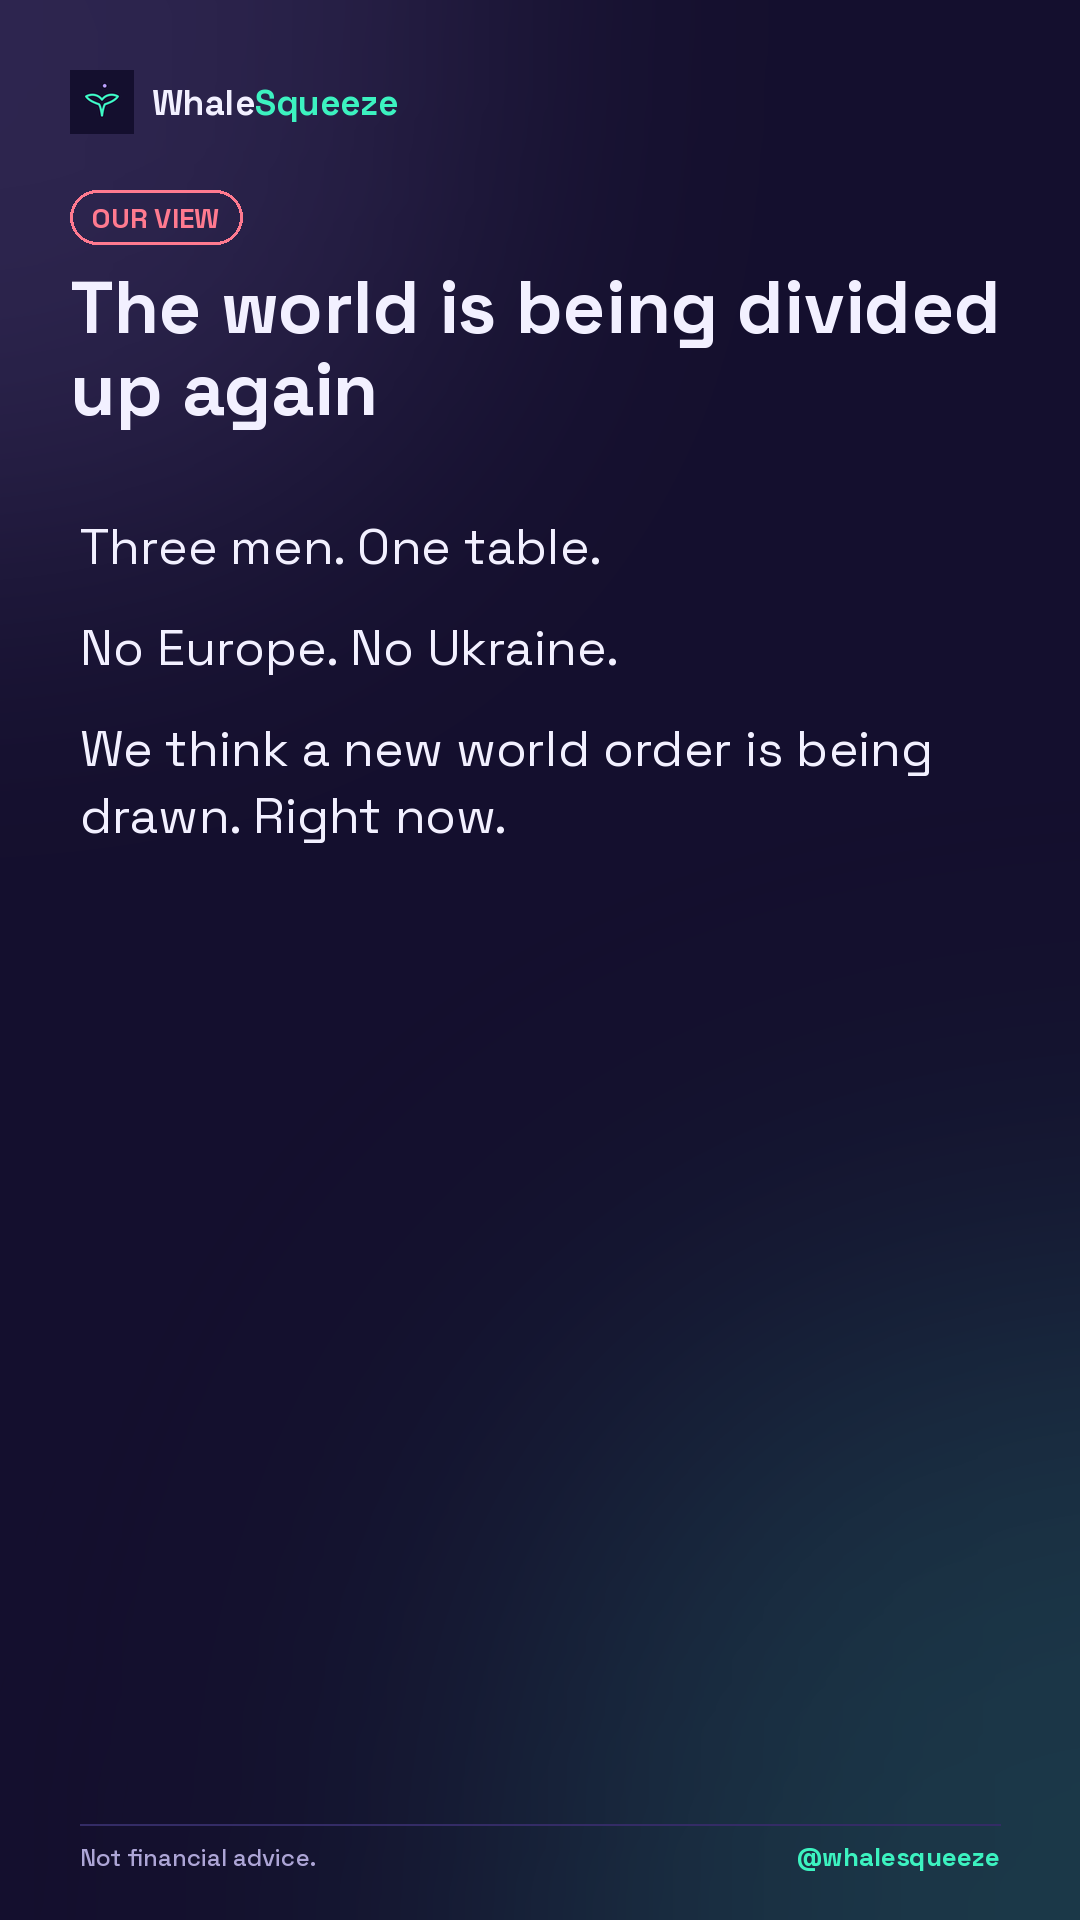 WhaleSqueeze
OUR VIEW
The world is being divided
up again
Three men. One table.
No Europe. No Ukraine.
We think a new world order is being
drawn. Right now.
Not financial advice.
@whalesqueeze